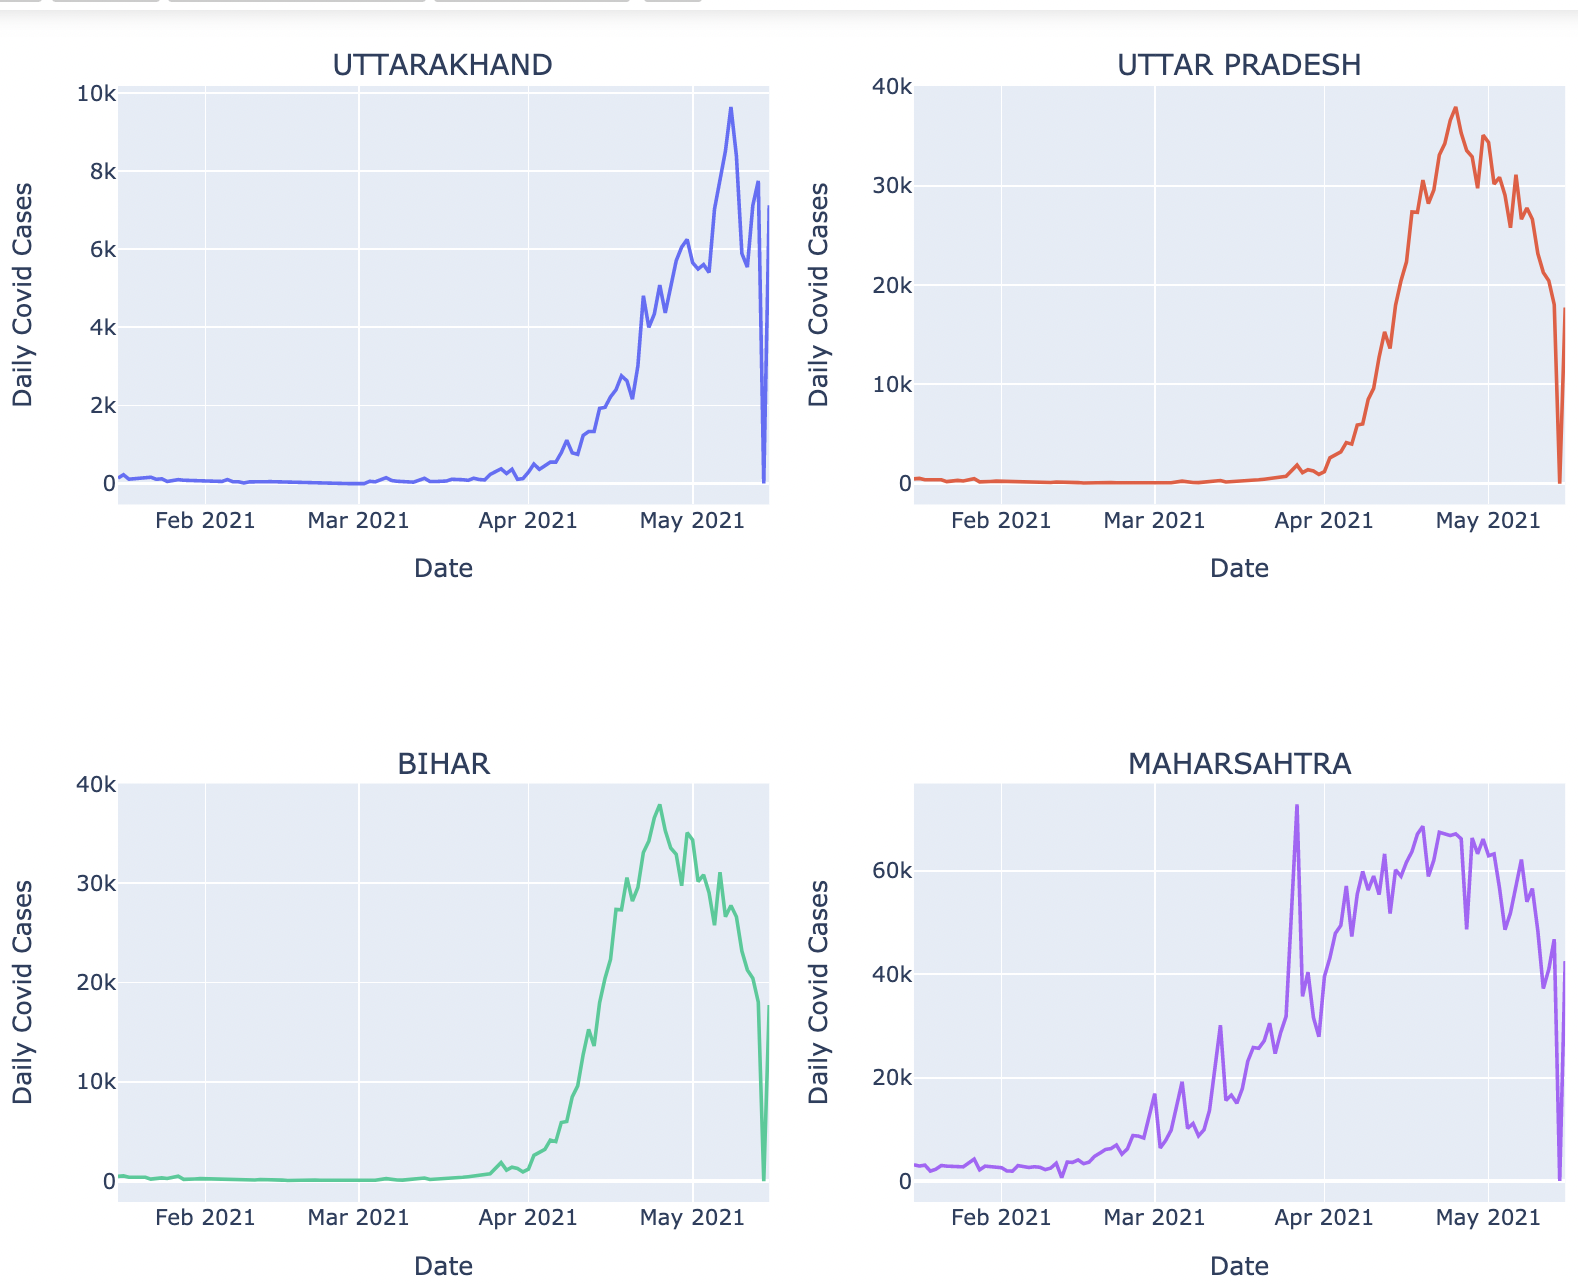 UTTARAKHAND
10k
8k
6k
4k
2k
0
Daily Covid Cases
Feb 2021 Mar 2021 Apr 2021 May 2021
Date
UTTAR PRADESH
40k
30k
20k
10k
0
Daily Covid Cases
Feb 2021 Mar 2021 Apr 2021 May 2021
Date
BIHAR
40k
30k
20k
10k
0
Daily Covid Cases
Feb 2021 Mar 2021 Apr 2021 May 2021
Date
MAHARSAHTRA
60k
40k
20k
0
Daily Covid Cases
Feb 2021 Mar 2021 Apr 2021 May 2021
Date